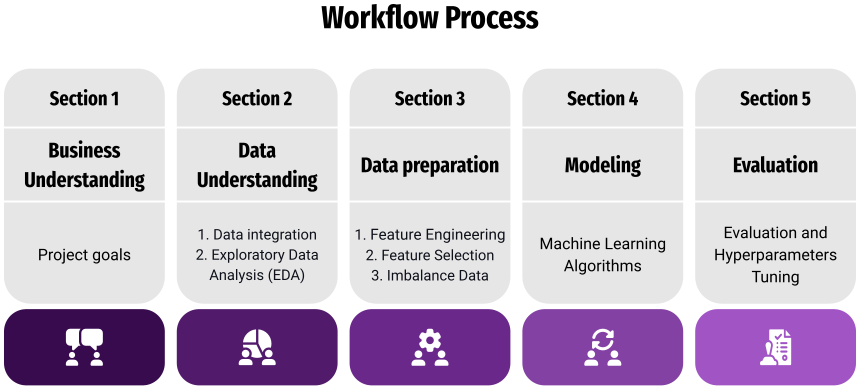 Workflow Process
Section 1
Business
Understanding
Project goals
Section 2
Data
Understanding
1. Data integration
2. Exploratory Data
Analysis (EDA)
Section 3
Data preparation
1. Feature Engineering
2. Feature Selection
3. Imbalance Data
Section 4
Modeling
Machine Learning
Algorithms
Section 5
Evaluation
Evaluation and
Hyperparameters
Tuning